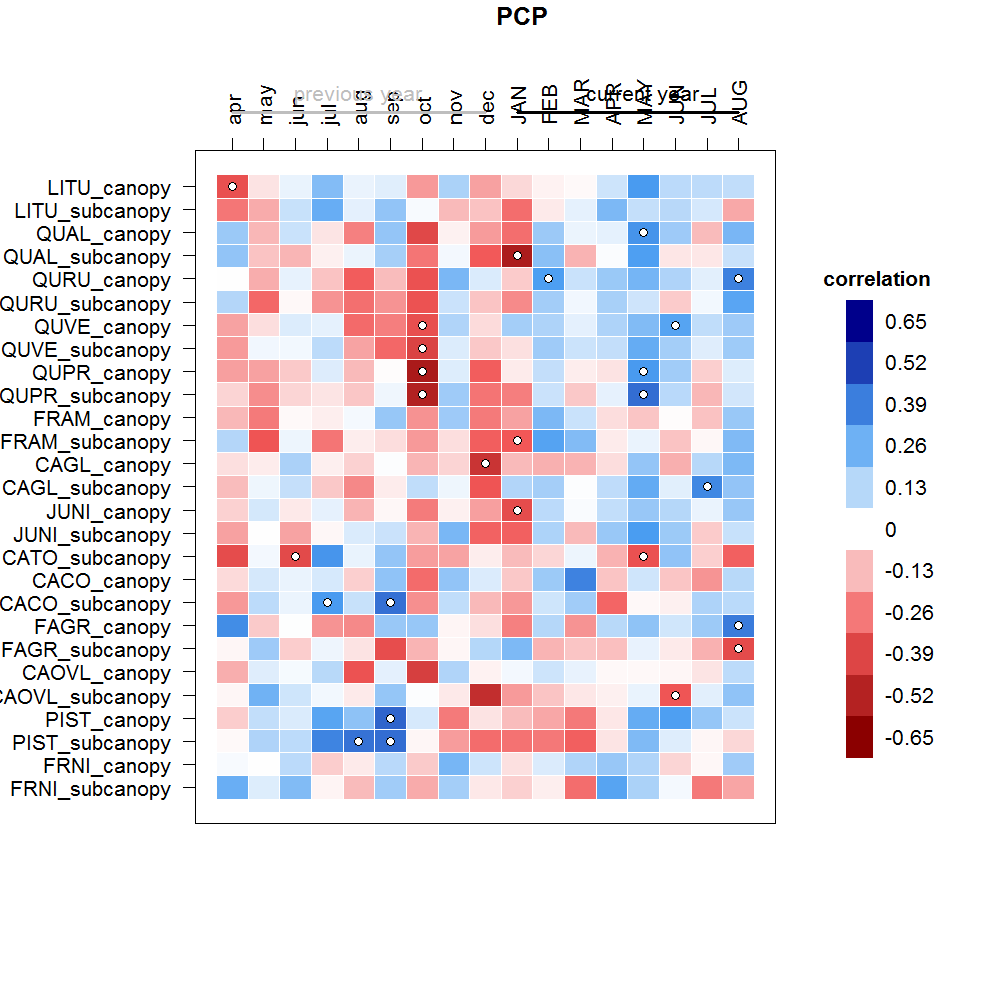 PCP
previous year
current year
apr
may
jun
jul
aug
sep
oct
nov
dec
JAN
FEB
MAR
APR
MAY
JUN
JUL
AUG
LITU_canopy
LITU_subcanopy
QUAL_canopy
QUAL_subcanopy
QURU_canopy
QURU_subcanopy
QUVE_canopy
QUVE_subcanopy
QUPR_canopy
QUPR_subcanopy
FRAM_canopy
FRAM_subcanopy
CAGL_canopy
CAGL_subcanopy
JUNI_canopy
JUNI_subcanopy
CATO_subcanopy
CACO_canopy
CACO_subcanopy
FAGR_canopy
FAGR_subcanopy
CAOVL_canopy
CAOVL_subcanopy
PIST_canopy
PIST_subcanopy
FRNI_canopy
FRNI_subcanopy
correlation
0.65
0.52
0.39
0.26
0.13
0
-0.13
-0.26
-0.39
-0.52
-0.65